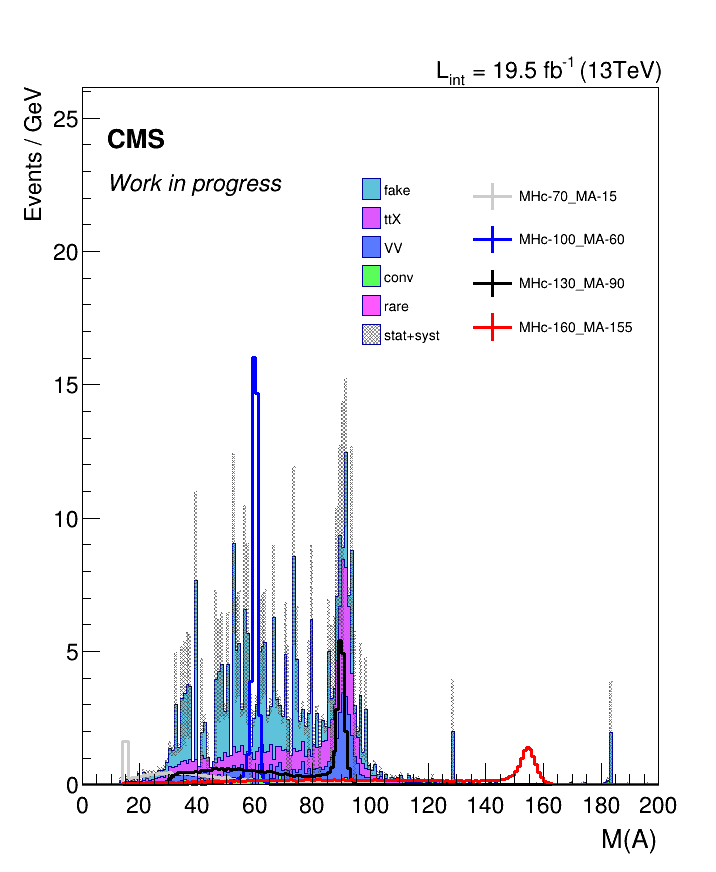 L_int = 19.5 fb^-1 (13TeV)
Events / GeV
CMS
Work in progress
fake
ttX
VV
conv
rare
stat+syst
MHc-70_MA-15
MHc-100_MA-60
MHc-130_MA-90
MHc-160_MA-155
25
20
15
10
5
0
0 20 40 60 80 100 120 140 160 180 200
M(A)